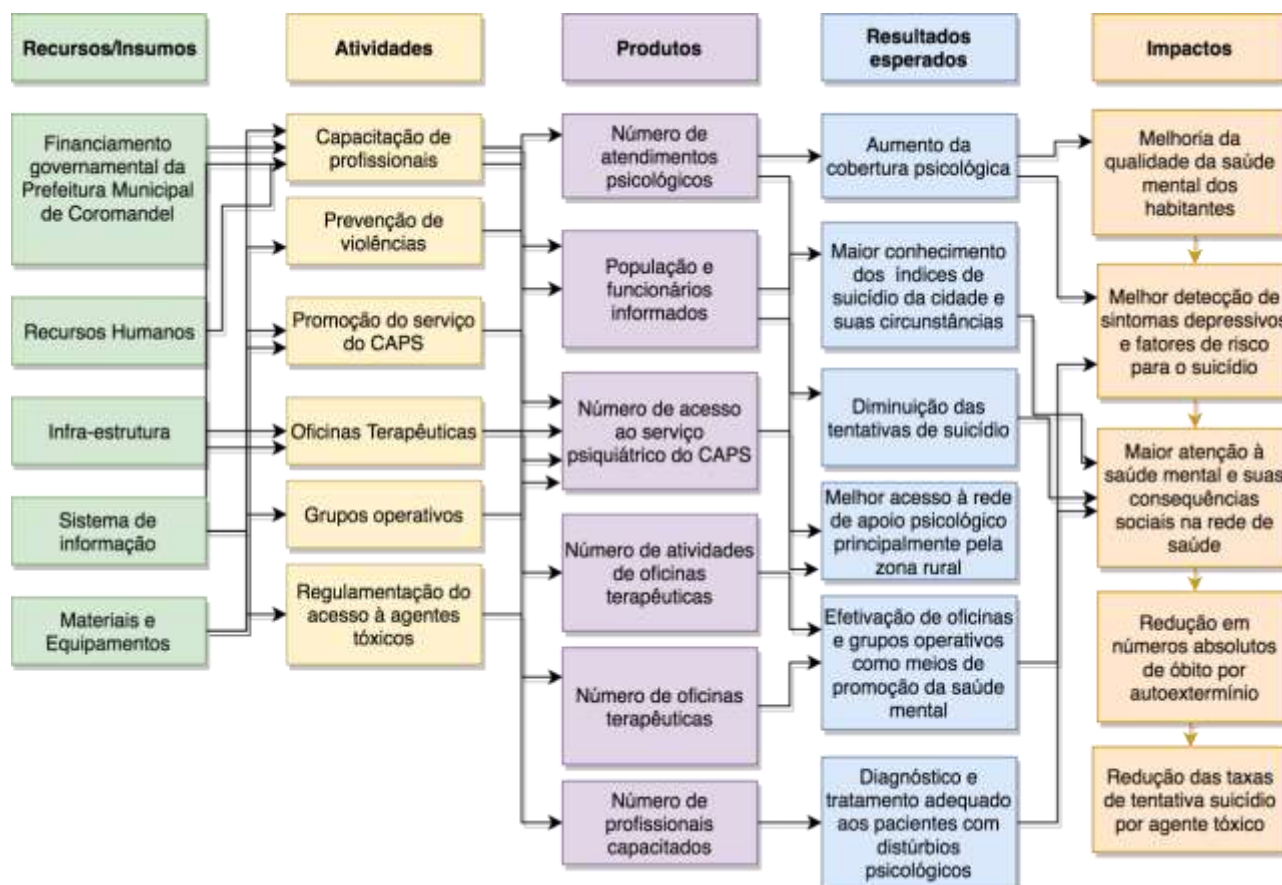 Recursos/Insumos
Atividades
Produtos
Resultados
esperados
Impactos
Financiamento
governamental da
Prefeitura Municipal
de Coromandel
Recursos Humanos
Infra-estrutura
Sistema de
informação
Materiais e
Equipamentos
Capacitação de
profissionais
Prevenção de
violências
Promoção do serviço
do CAPS
Oficinas Terapêuticas
Grupos operativos
Regulamentação do
acesso à agentes
tóxicos
Número de
atendimentos
psicológicos
População e
funcionários
informados
Número de acesso
ao serviço
psiquiátrico do CAPS
Número de atividades
de oficinas
terapêuticas
Número de oficinas
terapêuticas
Número de
profissionais
capacitados
Aumento da
cobertura psicológica
Maior conhecimento
dos índices de
suicídio da cidade e
suas circunstâncias
Diminuição das
tentativas de suicídio
Melhor acesso à rede
de apoio psicológico
principalmente pela
zona rural
Efetivação de oficinas
e grupos operativos
como meios de
promoção da saúde
mental
Diagnóstico e
tratamento adequado
aos pacientes com
distúrbios
psicológicos
Melhoria da
qualidade da saúde
mental dos
habitantes
Melhor detecção de
sintomas depressivos
e fatores de risco
para o suicídio
Maior atenção à
saúde mental e suas
consequências
sociais na rede de
saúde
Redução em
números absolutos
de óbito por
autoextermínio
Redução das taxas
de tentativa suicídio
por agente tóxico